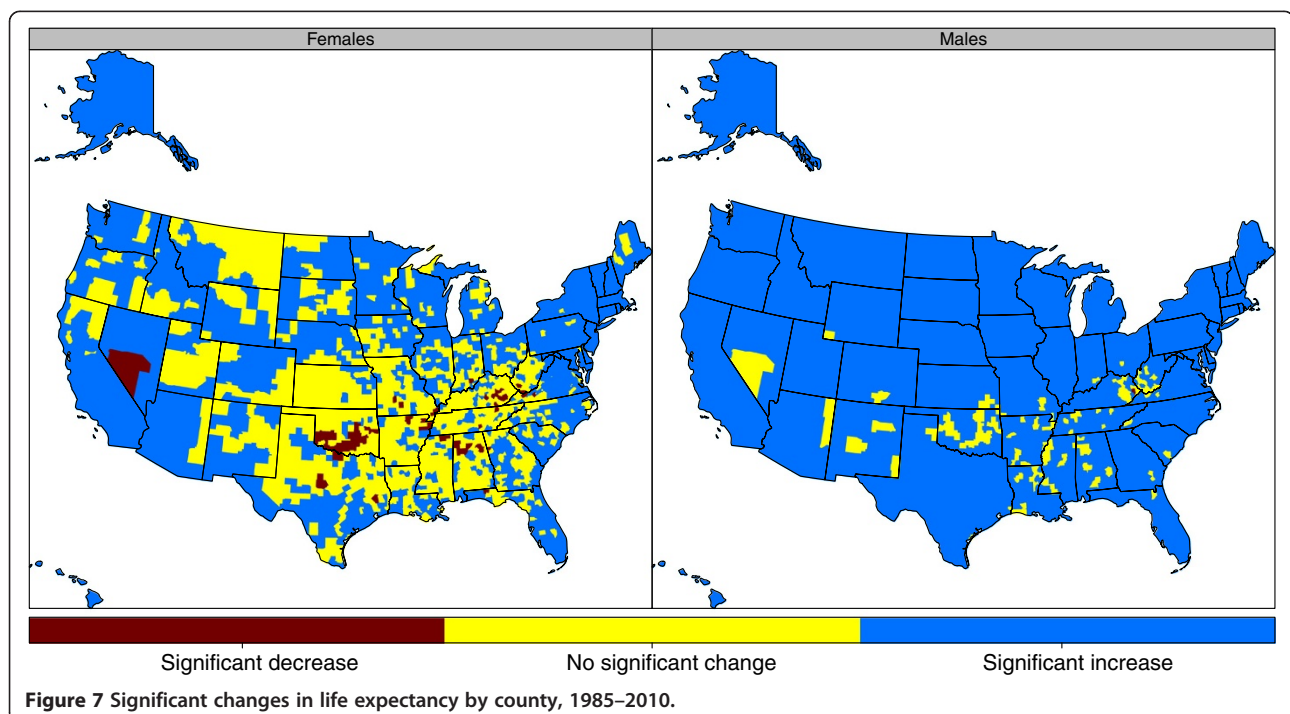 Females Males
Significant decrease No significant change Significant increase
Figure 7 Significant changes in life expectancy by county, 1985–2010.